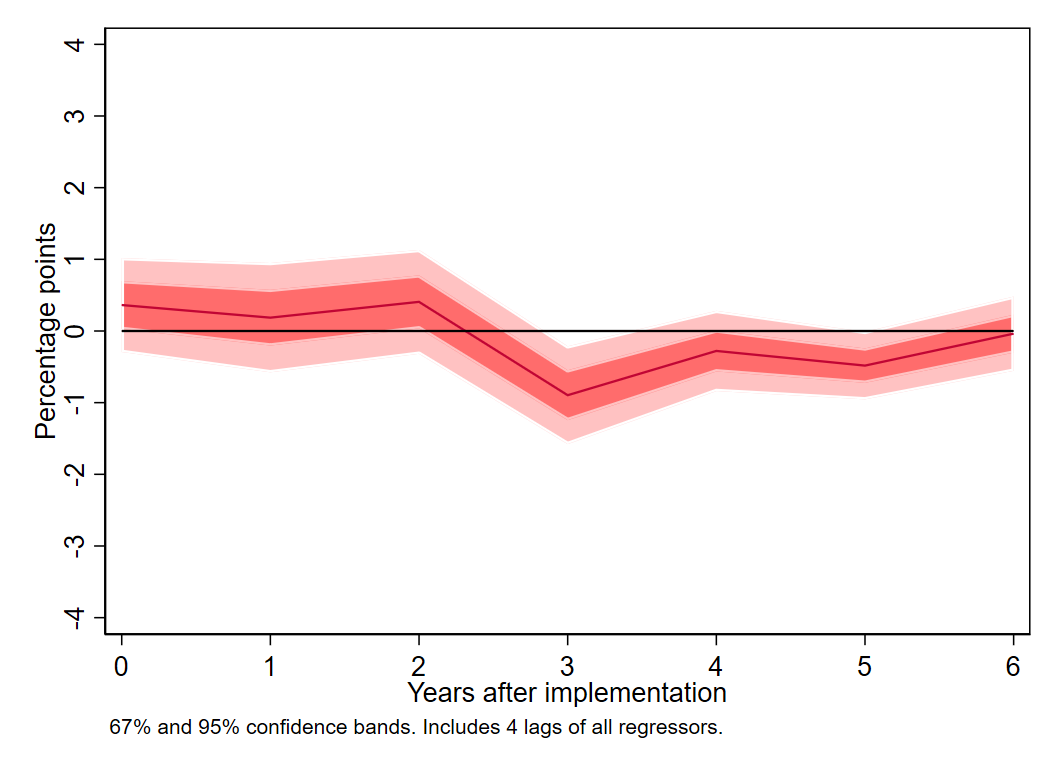 4
3
2
1
0
-1
-2
-3
-4
Percentage points
0 1 2 3 4 5 6
Years after implementation
67% and 95% confidence bands. Includes 4 lags of all regressors.